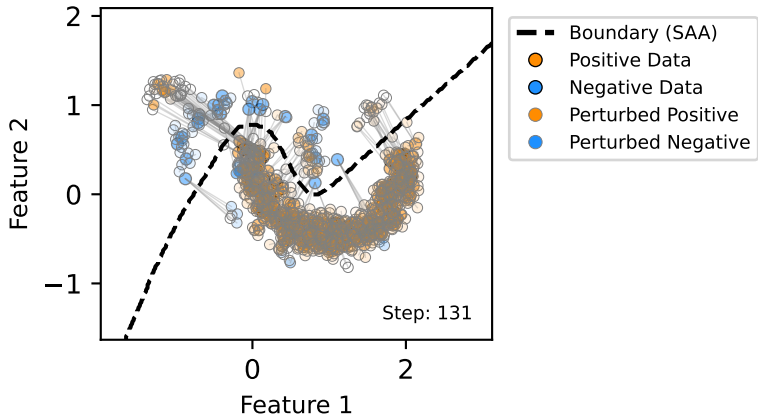 2
1
0
−1
Feature 2
0
2
Feature 1
Step: 131
Boundary (SAA)
Positive Data
Negative Data
Perturbed Positive
Perturbed Negative